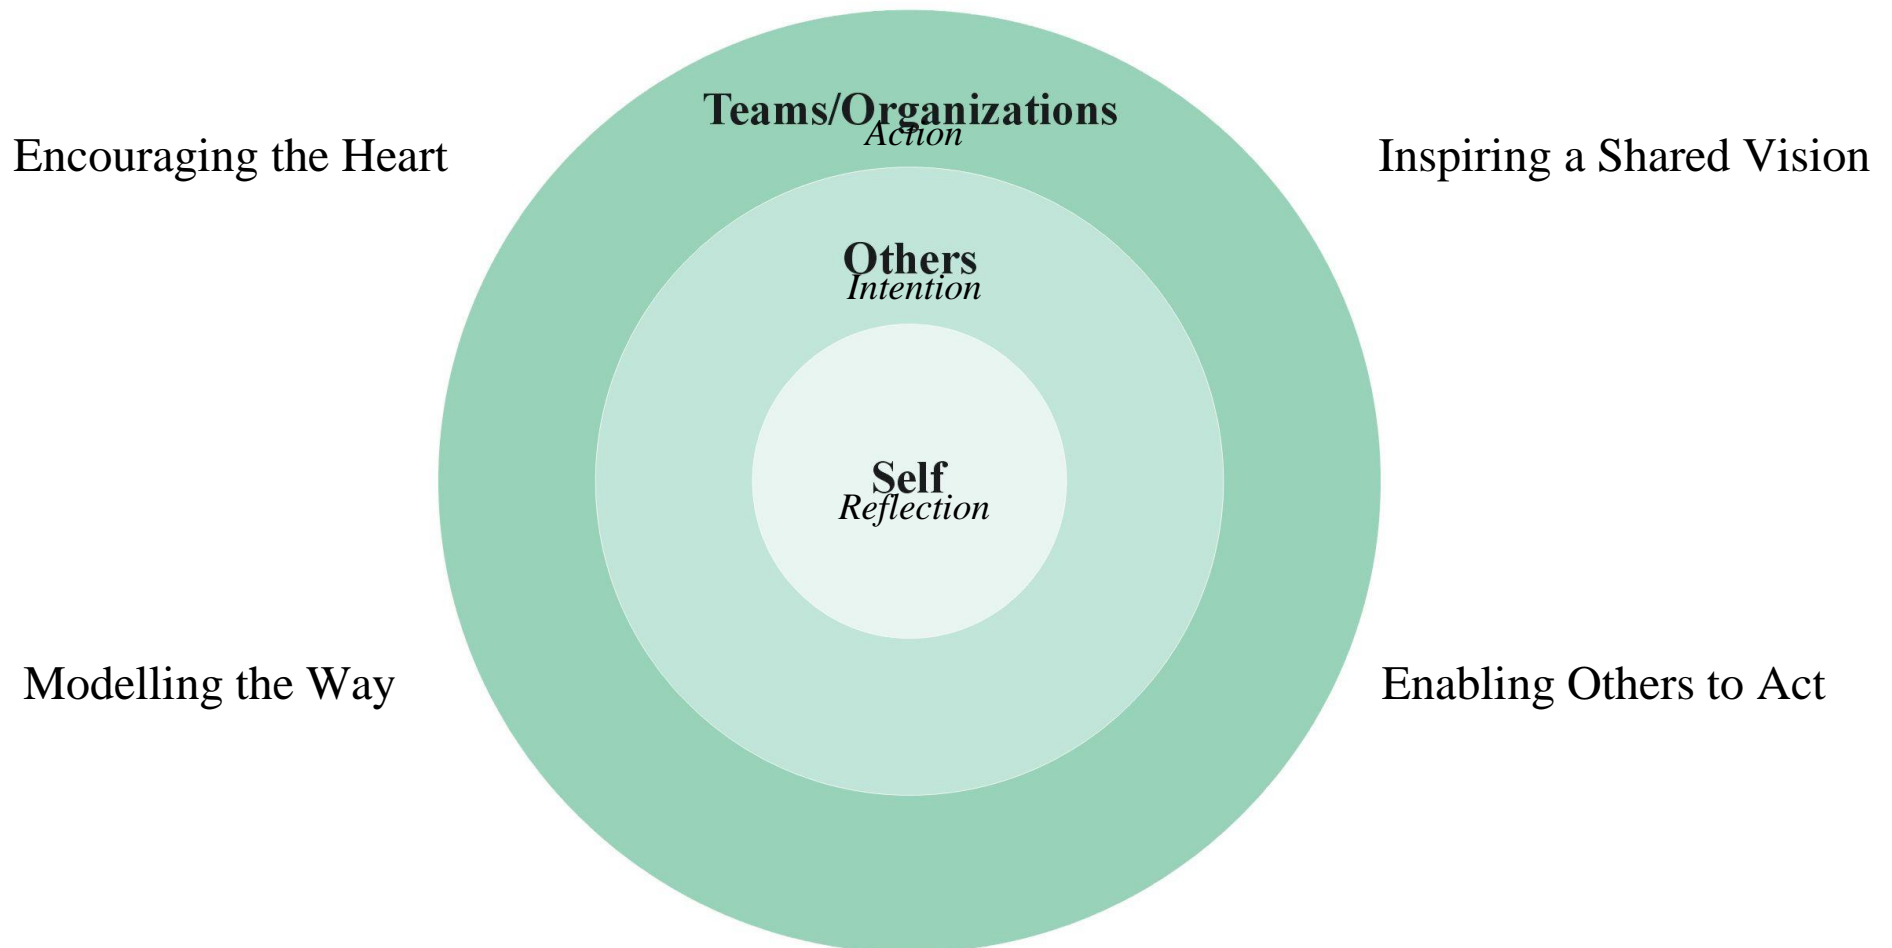 Teams/Organizations
Action
Encouraging the Heart
Inspiring a Shared Vision
Others
Intention
Self
Reflection
Modelling the Way
Enabling Others to Act